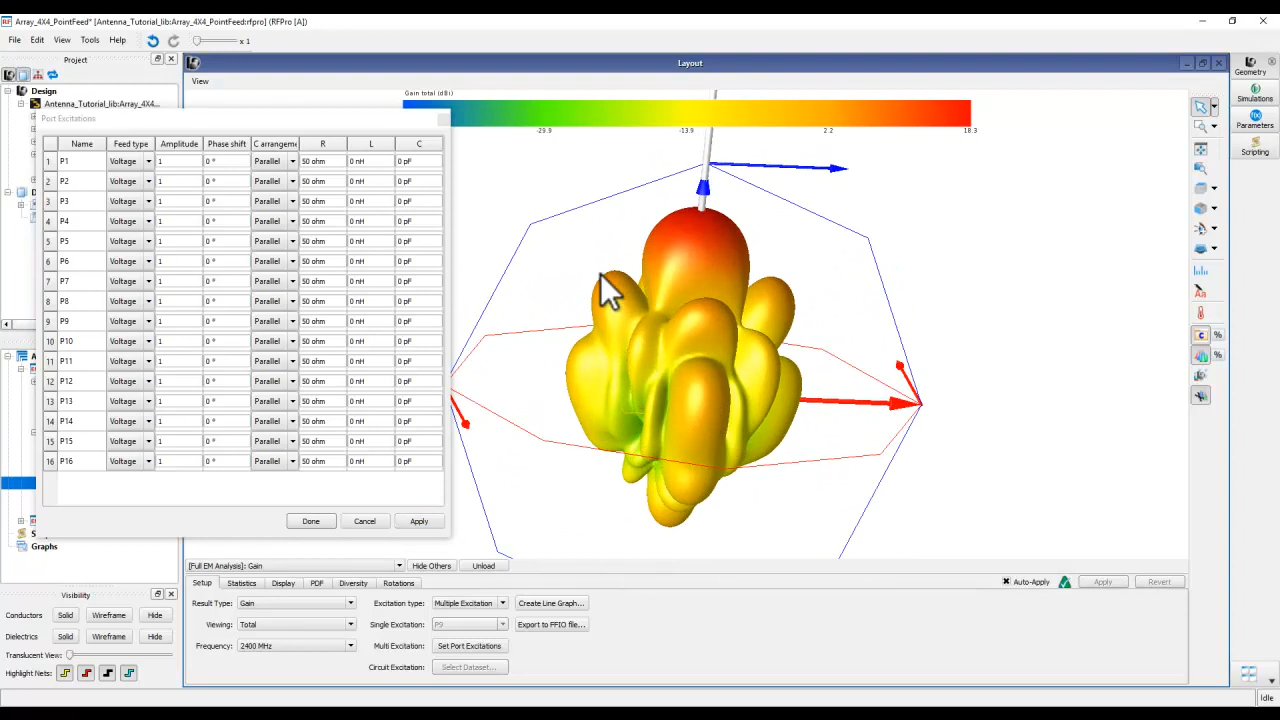 Array_4X4_PointFeed* [Antenna_Tutorial_lib:Array_4X4_PointFeed:rfpro] (RFPro [A]
File Edit View Tools Help x 1
Project
Layout
View
Geometry
Simulations
Parameters
Scripting
Design
Antenna_Tutorial_lib:Array_4X4...
Gain total (dBi)
-29.9 -13.9 2.2 18.3
Port Excitations
Name Feed type Amplitude Phase shift C arrangeme R L C
1 P1 Voltage 1 0 ° Parallel 50 ohm 0 nH 0 pF
2 P2 Voltage 1 0 ° Parallel 50 ohm 0 nH 0 pF
3 P3 Voltage 1 0 ° Parallel 50 ohm 0 nH 0 pF
4 P4 Voltage 1 0 ° Parallel 50 ohm 0 nH 0 pF
5 P5 Voltage 1 0 ° Parallel 50 ohm 0 nH 0 pF
6 P6 Voltage 1 0 ° Parallel 50 ohm 0 nH 0 pF
7 P7 Voltage 1 0 ° Parallel 50 ohm 0 nH 0 pF
8 P8 Voltage 1 0 ° Parallel 50 ohm 0 nH 0 pF
9 P9 Voltage 1 0 ° Parallel 50 ohm 0 nH 0 pF
10 P10 Voltage 1 0 ° Parallel 50 ohm 0 nH 0 pF
11 P11 Voltage 1 0 ° Parallel 50 ohm 0 nH 0 pF
12 P12 Voltage 1 0 ° Parallel 50 ohm 0 nH 0 pF
13 P13 Voltage 1 0 ° Parallel 50 ohm 0 nH 0 pF
14 P14 Voltage 1 0 ° Parallel 50 ohm 0 nH 0 pF
15 P15 Voltage 1 0 ° Parallel 50 ohm 0 nH 0 pF
16 P16 Voltage 1 0 ° Parallel 50 ohm 0 nH 0 pF
Done Cancel Apply
Graphs
[Full EM Analysis]: Gain Hide Others Unload
Setup Statistics Display PDF Diversity Rotations Auto-Apply Apply Revert
Result Type: Gain Excitation type: Multiple Excitation Create Line Graph...
Viewing: Total Single Excitation: P9 Export to FFIO file...
Frequency: 2400 MHz Multi Excitation: Set Port Excitations
Circuit Excitation: Select Dataset...
Visibility
Conductors Solid Wireframe Hide
Dielectrics Solid Wireframe Hide
Translucent View:
Highlight Nets:
Idle